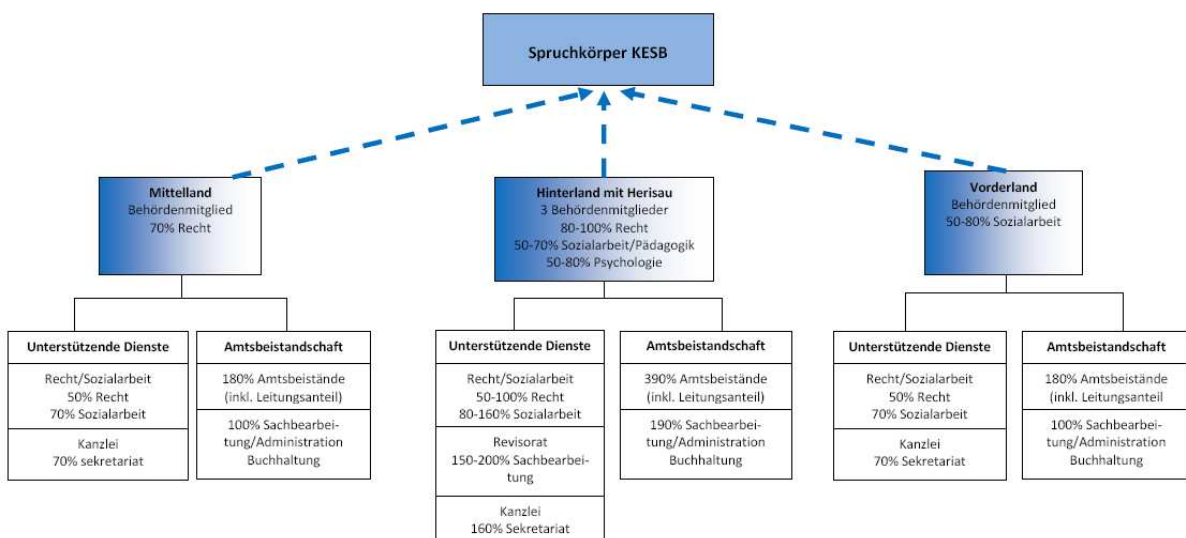 Spruchkörper KESB
Mittelland
Behördenmitglied
70% Recht
Hinterland mit Herisau
3 Behördenmitglieder
80-100% Recht
50-70% Sozialarbeit/Pädagogik
50-80% Psychologie
Vorderland
Behördenmitglied
50-80% Sozialarbeit
Unterstützende Dienste
Recht/Sozialarbeit
50% Recht
70% Sozialarbeit
Kanzlei
70% sekretariat
Amtsbeistandschaft
180% Amtsbeistände
(inkl. Leitungsanteil)
100% Sachbearbei-
tung/Administration
Buchhaltung
Unterstützende Dienste
Recht/Sozialarbeit
50-100% Recht
80-160% Sozialarbeit
Revisorat
150-200% Sachbearbei-
tung
Kanzlei
160% Sekretariat
Amtsbeistandschaft
390% Amtsbeistände
(inkl. Leitungsanteil)
190% Sachbearbei-
tung/Administration
Buchhaltung
Unterstützende Dienste
Recht/Sozialarbeit
50% Recht
70% Sozialarbeit
Kanzlei
70% Sekretariat
Amtsbeistandschaft
180% Amtsbeistände
(inkl. Leitungsanteil
100% Sachbearbei-
tung/Administration
Buchhaltung